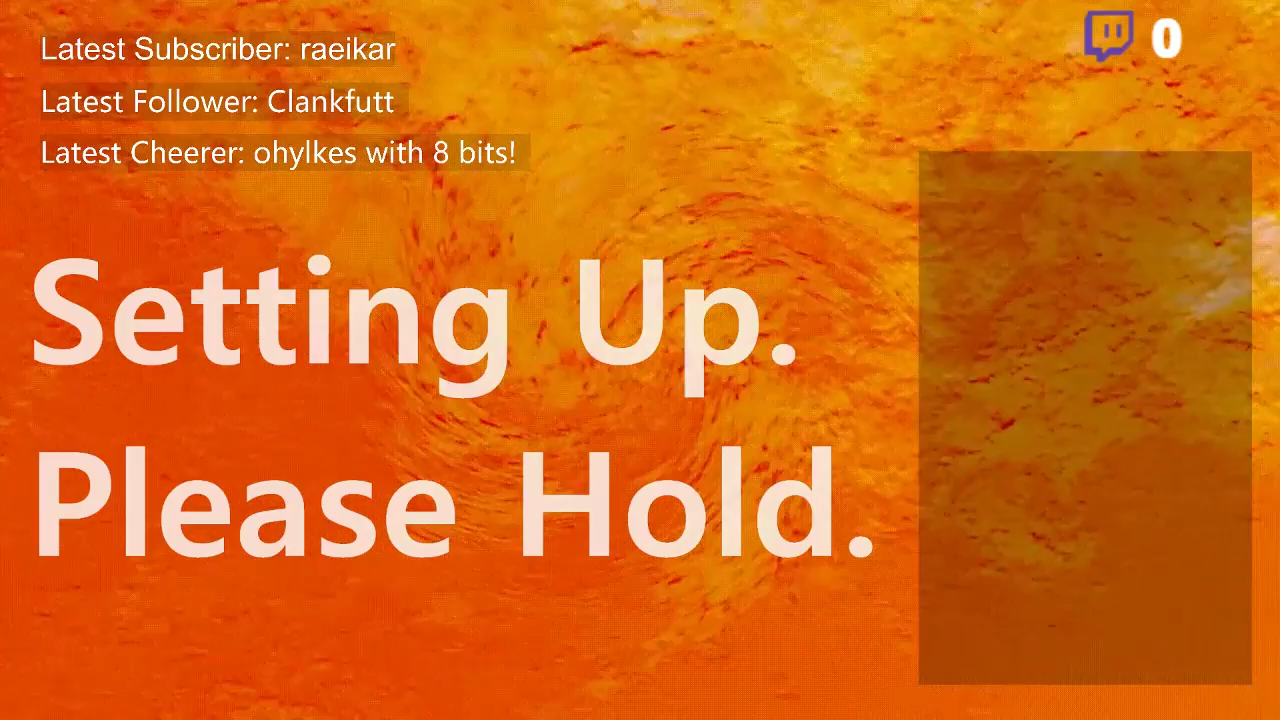 Latest Subscriber: raeikar
Latest Follower: Clankfutt
Latest Cheerer: ohylkes with 8 bits!
0
Setting Up.
Please Hold.